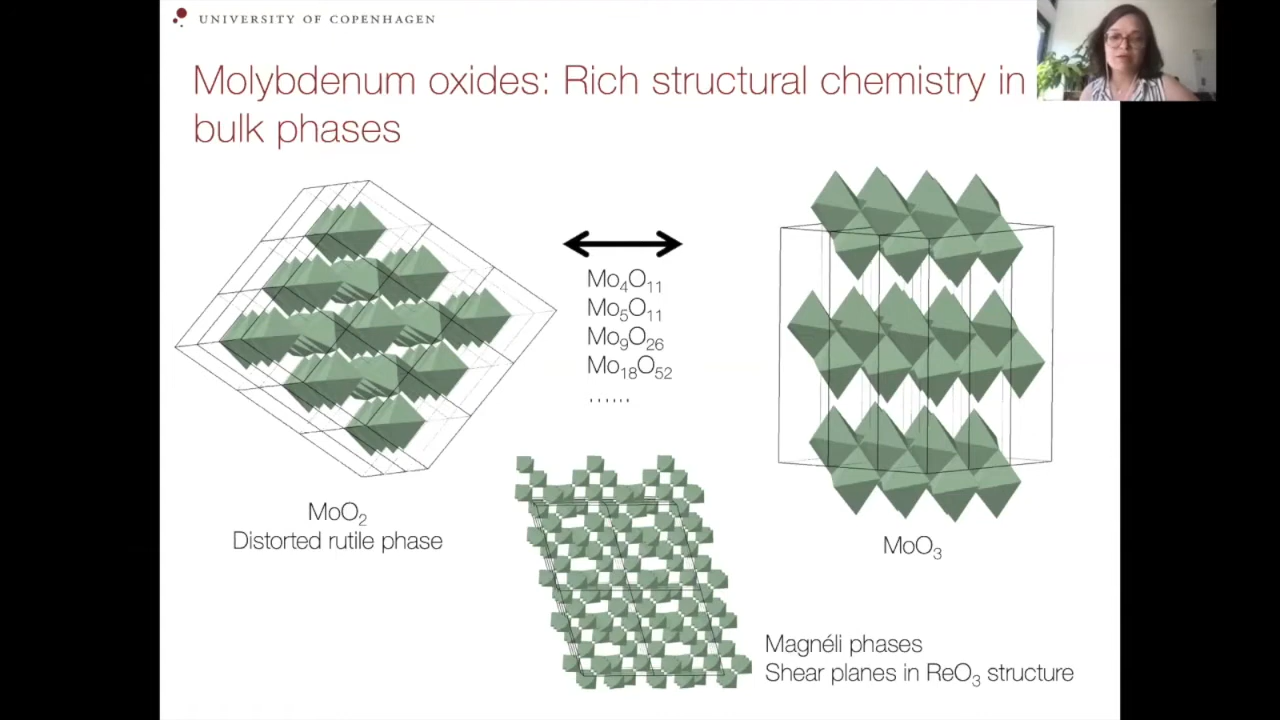 UNIVERSITY OF COPENHAGEN
Molybdenum oxides: Rich structural chemistry in
bulk phases
Mo₄O₁₁
Mo₅O₁₁
Mo₉O₂₆
Mo₁₈O₅₂
......
MoO₂
Distorted rutile phase
MoO₃
Magnéli phases
Shear planes in ReO₃ structure